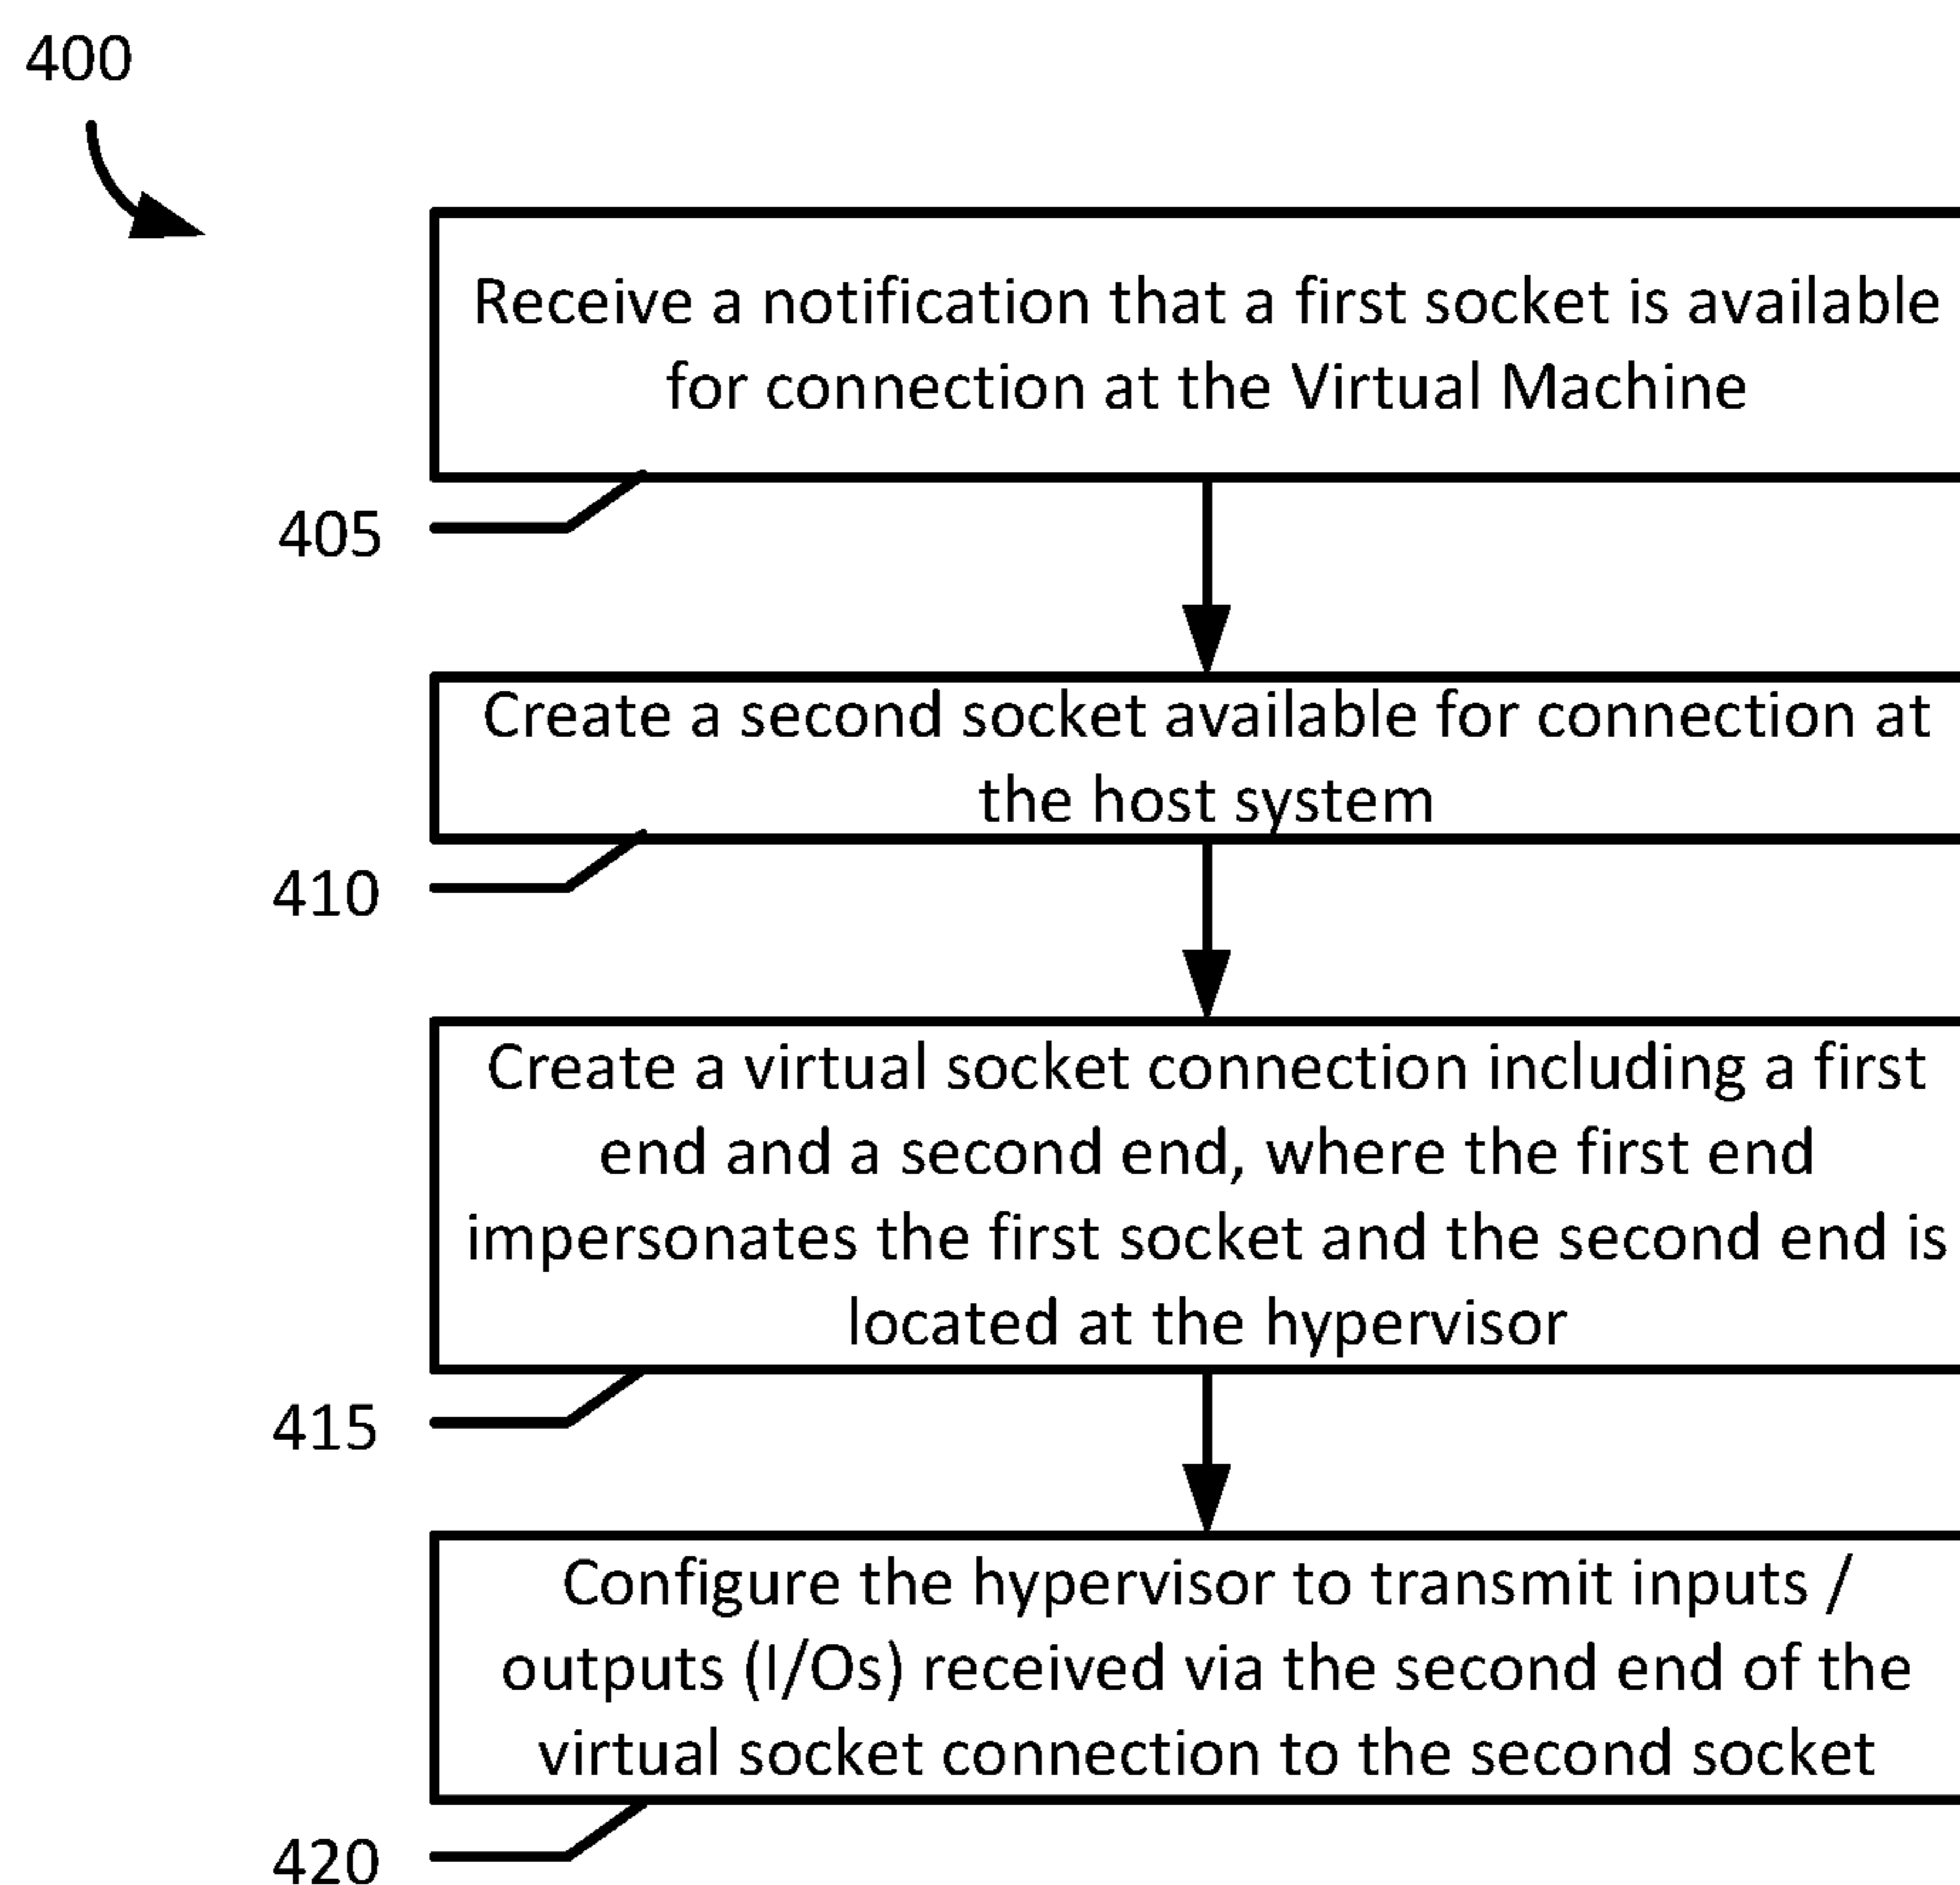 400
Receive a notification that a first socket is available
for connection at the Virtual Machine
405
Create a second socket available for connection at
the host system
410
Create a virtual socket connection including a first
end and a second end, where the first end
impersonates the first socket and the second end is
located at the hypervisor
415
Configure the hypervisor to transmit inputs /
outputs (I/Os) received via the second end of the
virtual socket connection to the second socket
420